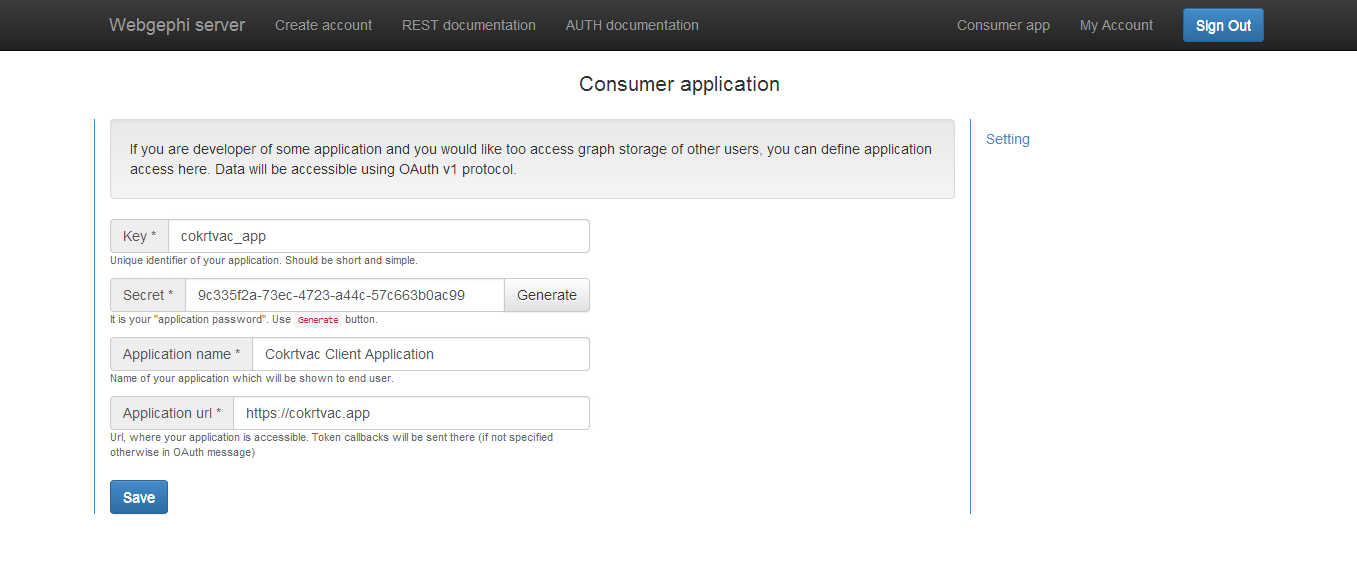 Webgephi server Create account REST documentation AUTH documentation Consumer app My Account Sign Out
Consumer application
If you are developer of some application and you would like too access graph storage of other users, you can define application
access here. Data will be accessible using OAuth v1 protocol.
Setting
Key * cokrtvac_app
Unique identifier of your application. Should be short and simple.
Secret * 9c335f2a-73ec-4723-a44c-57c663b0ac99 Generate
It is your "application password". Use Generate button.
Application name * Cokrtvac Client Application
Name of your application which will be shown to end user.
Application url * https://cokrtvac.app
Url, where your application is accessible. Token callbacks will be sent there (if not specified
otherwise in OAuth message)
Save